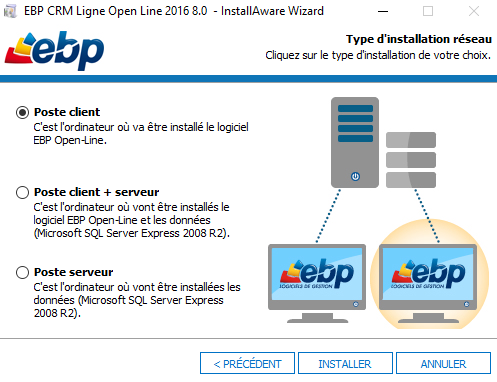 EBP CRM Ligne Open Line 2016 8.0 - InstallAware Wizard
ebp
Type d'installation réseau
Cliquez sur le type d'installation de votre choix.
Poste client
C'est l'ordinateur où va être installé le logiciel
EBP Open-Line.
Poste client + serveur
C'est l'ordinateur où vont être installés le
logiciel EBP Open-Line et les données
(Microsoft SQL Server Express 2008 R2).
Poste serveur
C'est l'ordinateur où vont être installées les
données (Microsoft SQL Server Express
2008 R2).
ebp
LOGICIELS DE GESTION
ebp
LOGICIELS DE GESTION
< PRÉCÉDENT
INSTALLER
ANNULER